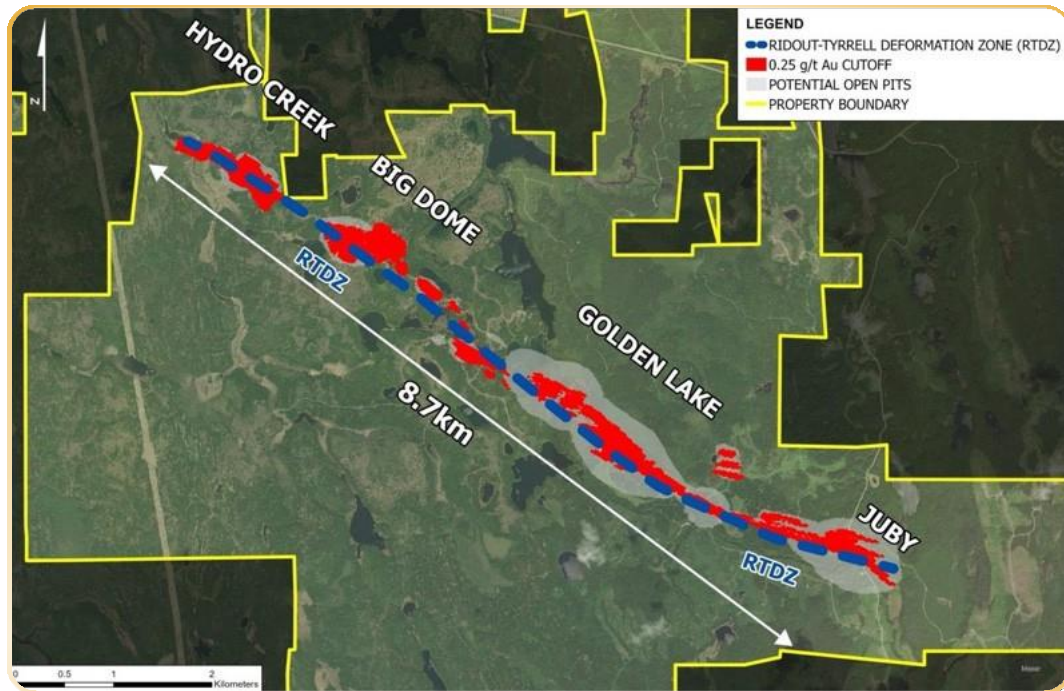 N
HYDRO CREEK
BIG DOME
GOLDEN LAKE
JUBY
RTDZ
RTDZ
8.7km
LEGEND
RIDOUT-TYRRELL DEFORMATION ZONE (RTDZ)
0.25 g/t Au CUTOFF
POTENTIAL OPEN PITS
PROPERTY BOUNDARY
0 0.5 1 2
Kilometers